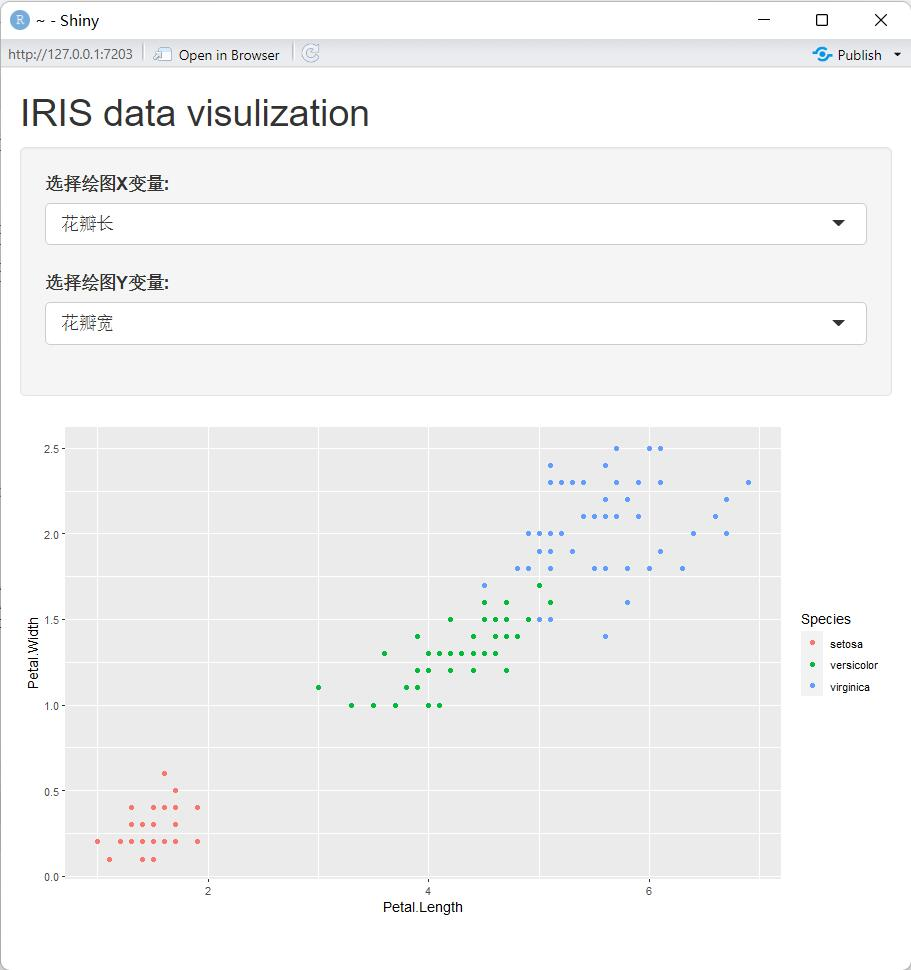 R ~ - Shiny
http://127.0.0.1:7203 Open in Browser Publish
IRIS data visulization
选择绘图X变量:
花瓣长
选择绘图Y变量:
花瓣宽
2.5
2.0
1.5
1.0
0.5
0.0
Petal.Width
2 4 6
Petal.Length
Species
setosa
versicolor
virginica